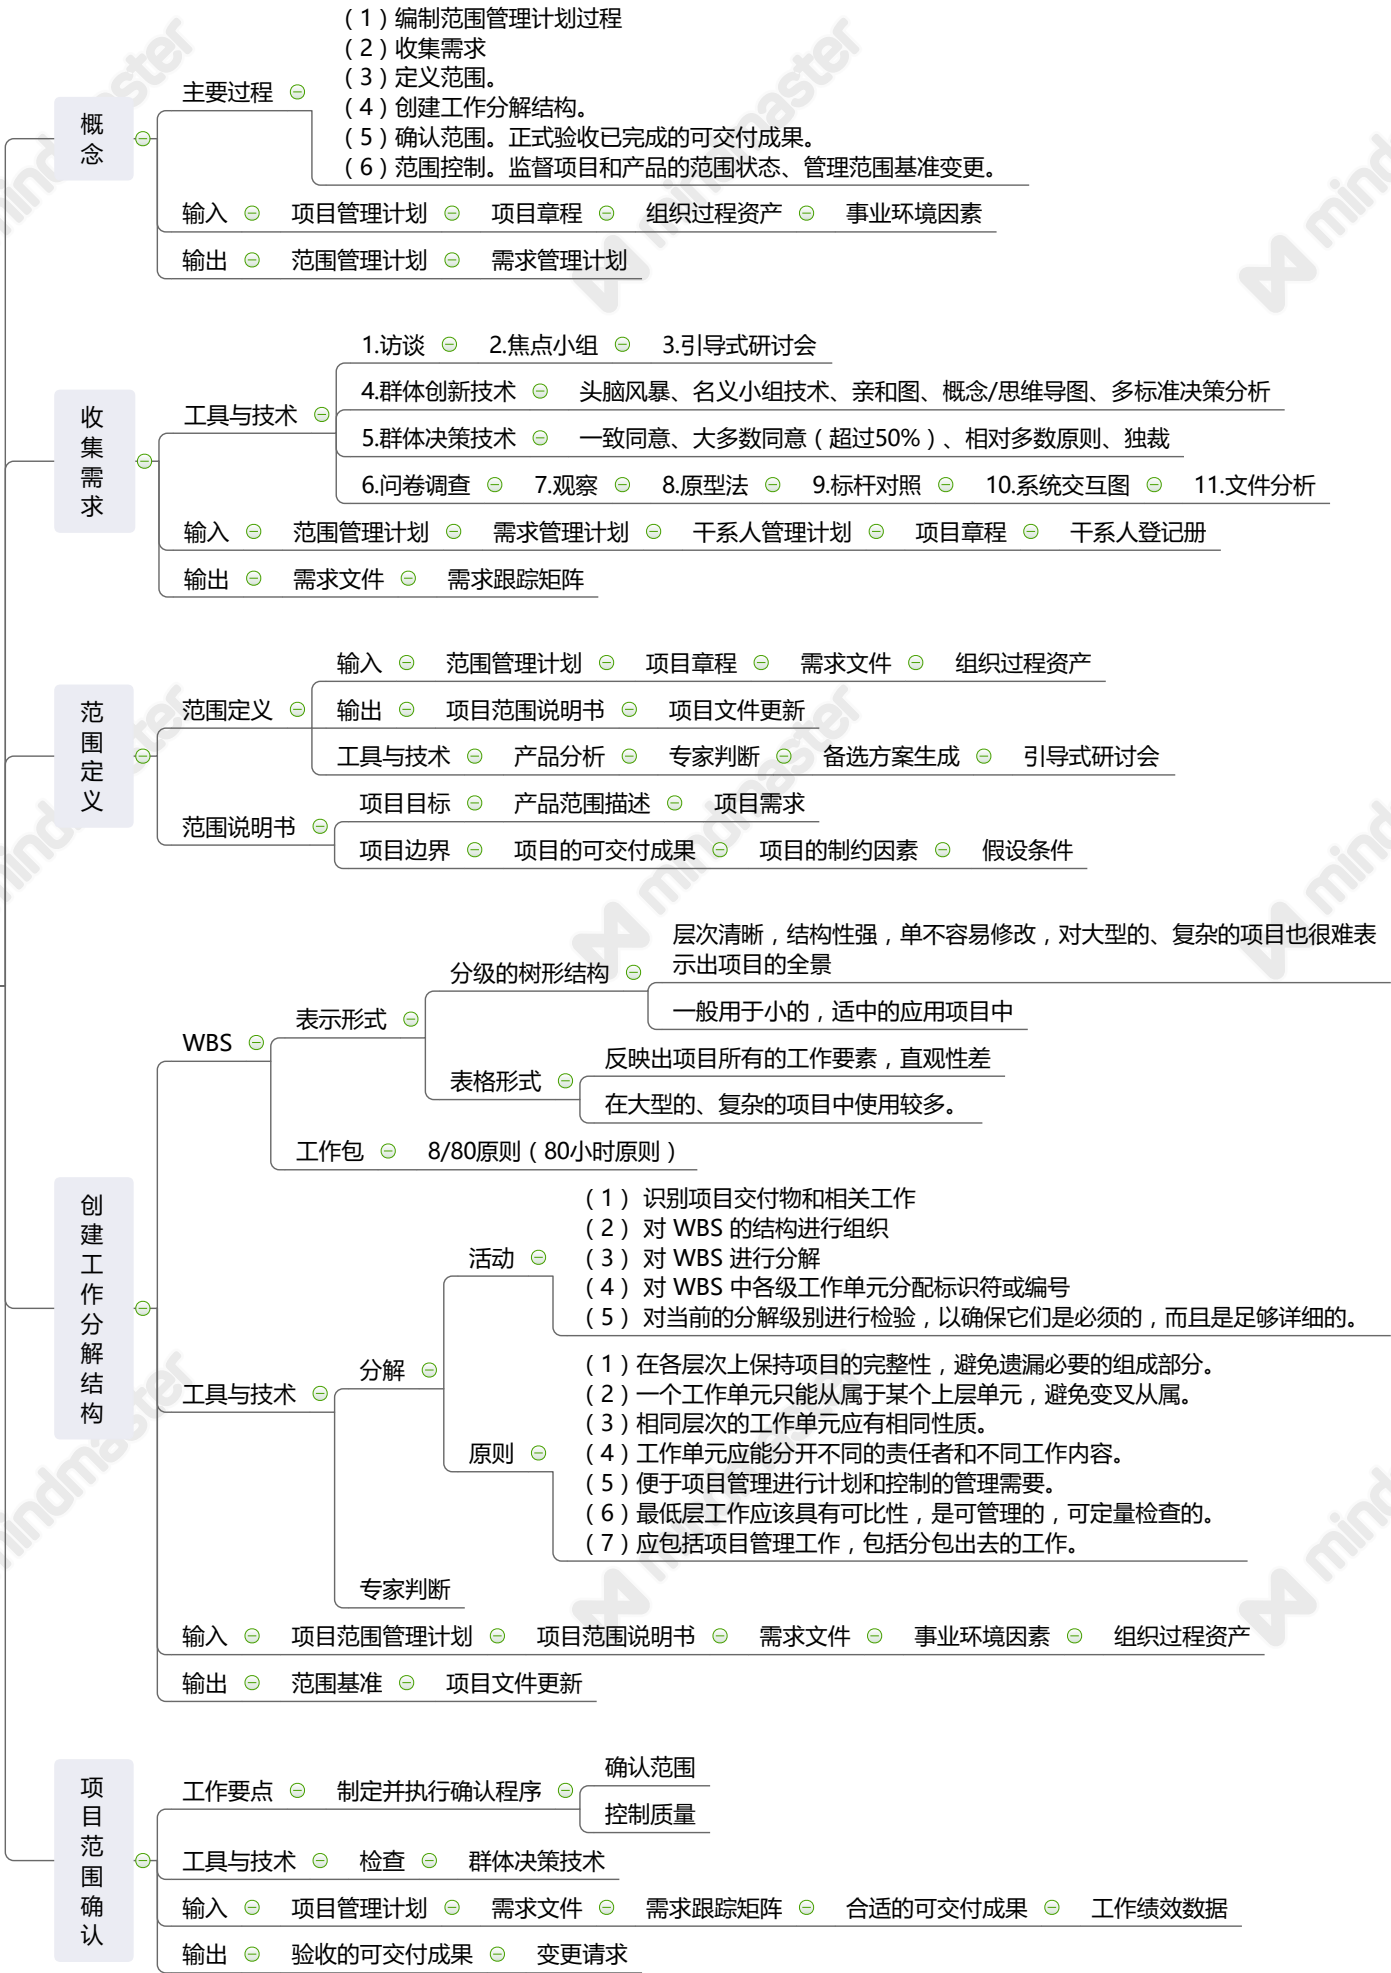 (1)编制范围管理计划过程
(2)收集需求
(3)定义范围。
(4)创建工作分解结构。
(5)确认范围。正式验收已完成的可交付成果。
(6)范围控制。监督项目和产品的范围状态、管理范围基准变更。
主要过程
概念
输入 项目管理计划 项目章程 组织过程资产 事业环境因素
输出 范围管理计划 需求管理计划
1.访谈 2.焦点小组 3.引导式研讨会
4.群体创新技术 头脑风暴、名义小组技术、亲和图、概念/思维导图、多标准决策分析
工具与技术
收集需求
5.群体决策技术 一致同意、大多数同意(超过50%)、相对多数原则、独裁
6.问卷调查 7.观察 8.原型法 9.标杆对照 10.系统交互图 11.文件分析
输入 范围管理计划 需求管理计划 干系人管理计划 项目章程 干系人登记册
输出 需求文件 需求跟踪矩阵
输入 范围管理计划 项目章程 需求文件 组织过程资产
范围定义
范围定义 输出 项目范围说明书 项目文件更新
工具与技术 产品分析 专家判断 备选方案生成 引导式研讨会
项目目标 产品范围描述 项目需求
范围说明书
项目边界 项目的可交付成果 项目的制约因素 假设条件
层次清晰,结构性强,单不容易修改,对大型的、复杂的项目也很难表
示出项目的全景
分级的树形结构
一般用于小的,适中的应用项目中
表示形式
WBS
反映出项目所有的工作要素,直观性差
表格形式
在大型的、复杂的项目中使用较多。
工作包 8/80原则(80小时原则)
创建工作分解结构
(1) 识别项目交付物和相关工作
(2) 对 WBS 的结构进行组织
(3) 对 WBS 进行分解
(4) 对 WBS 中各级工作单元分配标识符或编号
(5) 对当前的分解级别进行检验,以确保它们是必须的,而且是足够详细的。
活动
分解
工具与技术
(1)在各层次上保持项目的完整性,避免遗漏必要的组成部分。
(2)一个工作单元只能从属于某个上层单元,避免变叉从属。
(3)相同层次的工作单元应有相同性质。
(4)工作单元应能分开不同的责任者和不同工作内容。
(5)便于项目管理进行计划和控制的管理需要。
(6)最低层工作应该具有可比性,是可管理的,可定量检查的。
(7)应包括项目管理工作,包括分包出去的工作。
原则
专家判断
输入 项目范围管理计划 项目范围说明书 需求文件 事业环境因素 组织过程资产
输出 范围基准 项目文件更新
项目范围确认
确认范围
工作要点 制定并执行确认程序
控制质量
工具与技术 检查 群体决策技术
输入 项目管理计划 需求文件 需求跟踪矩阵 合适的可交付成果 工作绩效数据
输出 验收的可交付成果 变更请求
mindmaster
mindmaster
mindmaster
mindmaster
mindmaster
mindmaster